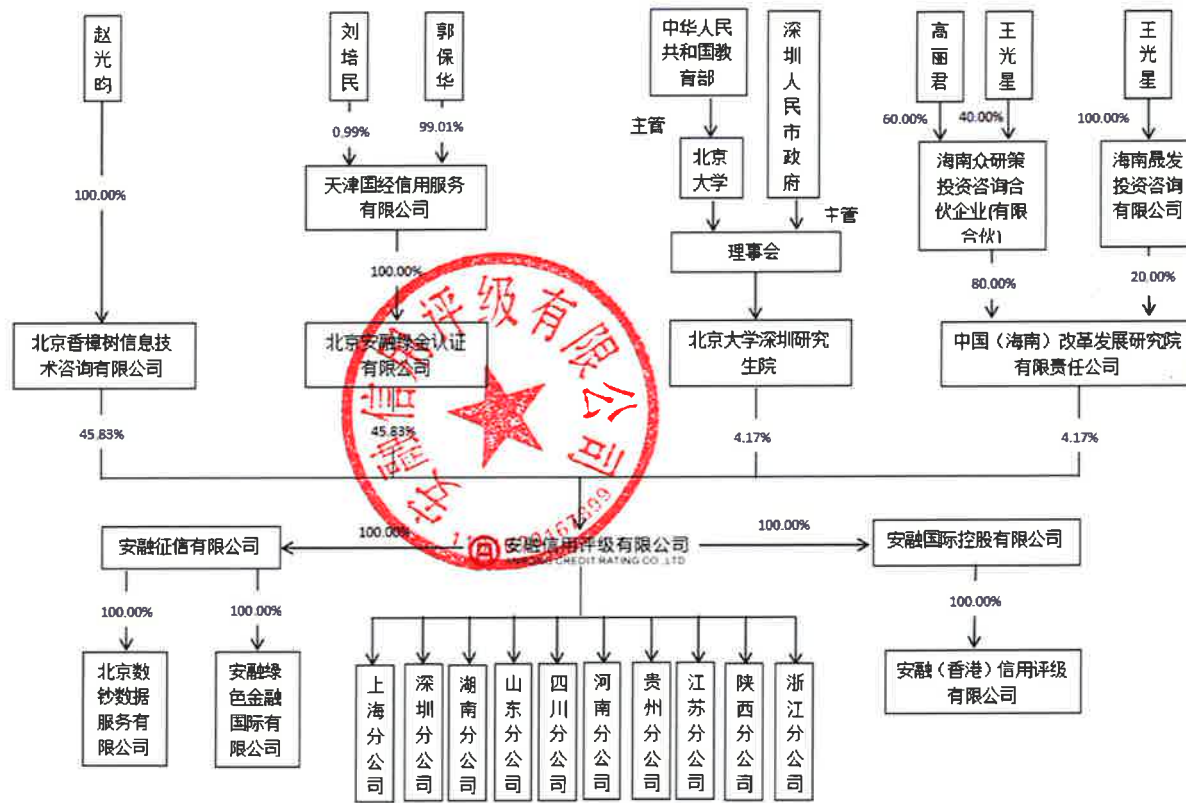 赵光昀
刘培民
郭保华
中华人民
共和国教
育部
深圳人民市政府
高丽君
王光星
王光星
0.99%
99.01%
主管
60.00%
40.00%
100.00%
北京
大学
海南众研策
投资咨询合
伙企业(有限
合伙)
海南晟发
投资咨询
有限公司
100.00%
天津国经信用服务
有限公司
主管
理事会
100.00%
80.00%
20.00%
北京香樟树信息技
术咨询有限公司
北京安融绿金认证
有限公司
北京大学深圳研究
生院
中国（海南）改革发展研究院
有限责任公司
45.83%
45.83%
4.17%
4.17%
安融信用评级有限公司
安融征信有限公司
100.00%
安融信用评级有限公司
ANRONG CREDIT RATING CO.,LTD
100.00%
安融国际控股有限公司
100.00%
100.00%
100.00%
北京数
钞数据
服务有
限公司
安融绿
色金融
国际有
限公司
上海分公司
深圳分公司
湖南分公司
山东分公司
四川分公司
河南分公司
贵州分公司
江苏分公司
陕西分公司
浙江分公司
安融（香港）信用评级
有限公司